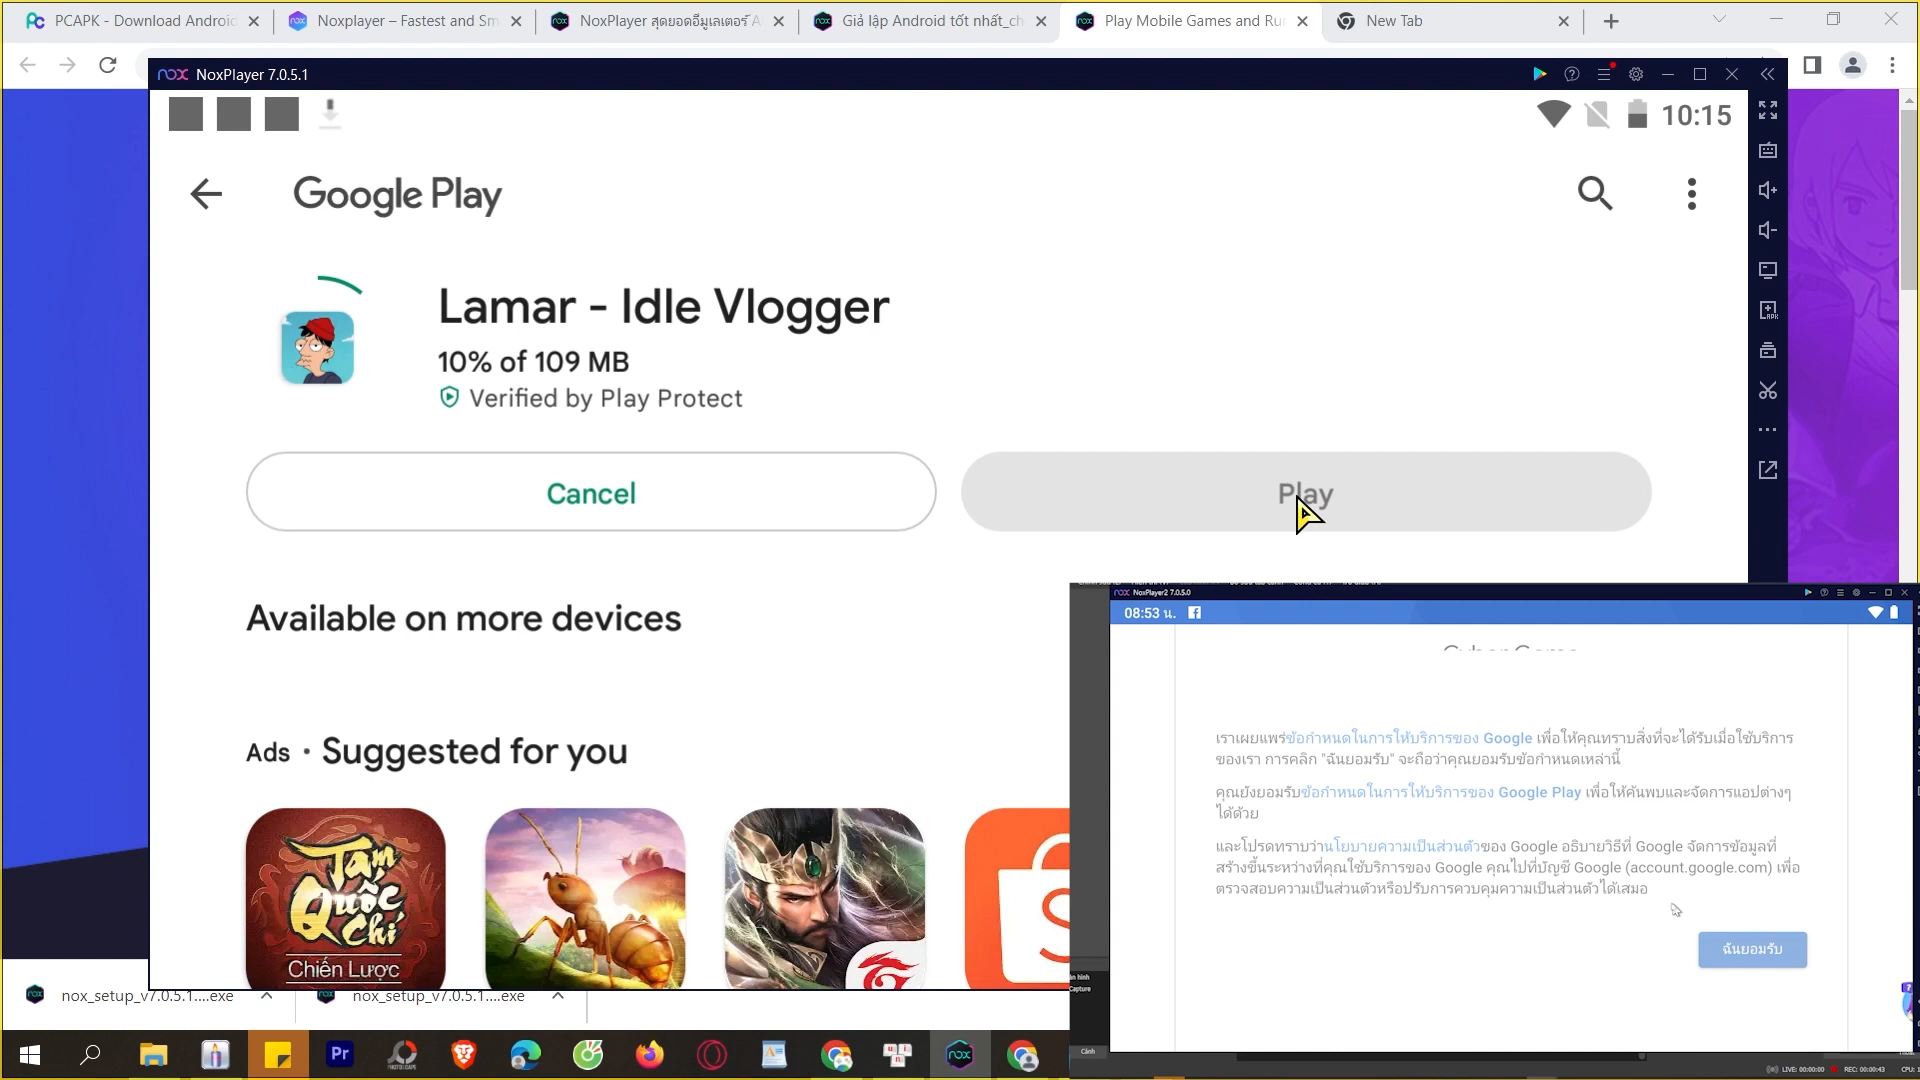 PCAPK - Download Android
Noxplayer – Fastest and Sm
NoxPlayer สุดยอดอีมูเลเตอร์ A
Giả lập Android tốt nhất_ch
Play Mobile Games and Run
New Tab
nox NoxPlayer 7.0.5.1
10:15
Google Play
Lamar - Idle Vlogger
10% of 109 MB
Verified by Play Protect
Cancel
Play
Available on more devices
Ads • Suggested for you
Tam Quốc Chí
Chiến Lược
nox NoxPlayer2 7.0.5.0
08:53 น.
เราเผยแพร่ข้อกำหนดในการให้บริการของ Google เพื่อให้คุณทราบสิ่งที่จะได้รับเมื่อใช้บริการ
ของเรา การคลิก "ฉันยอมรับ" จะถือว่าคุณยอมรับข้อกำหนดเหล่านี้
คุณยังยอมรับข้อกำหนดในการให้บริการของ Google Play เพื่อให้ค้นพบและจัดการแอปต่างๆ
ได้ด้วย
และโปรดทราบว่านโยบายความเป็นส่วนตัวของ Google อธิบายวิธีที่ Google จัดการข้อมูลที่
สร้างขึ้นระหว่างที่คุณใช้บริการของ Google คุณไปที่บัญชี Google (account.google.com) เพื่อ
ตรวจสอบความเป็นส่วนตัวหรือปรับการควบคุมความเป็นส่วนตัวได้เสมอ
ฉันยอมรับ
Capture
Cảnh
LIVE: 00:00:00
REC: 00:00:43
CPU:
nox_setup_v7.0.5.1....exe
nox_setup_v7.0.5.1....exe
Pr
nox